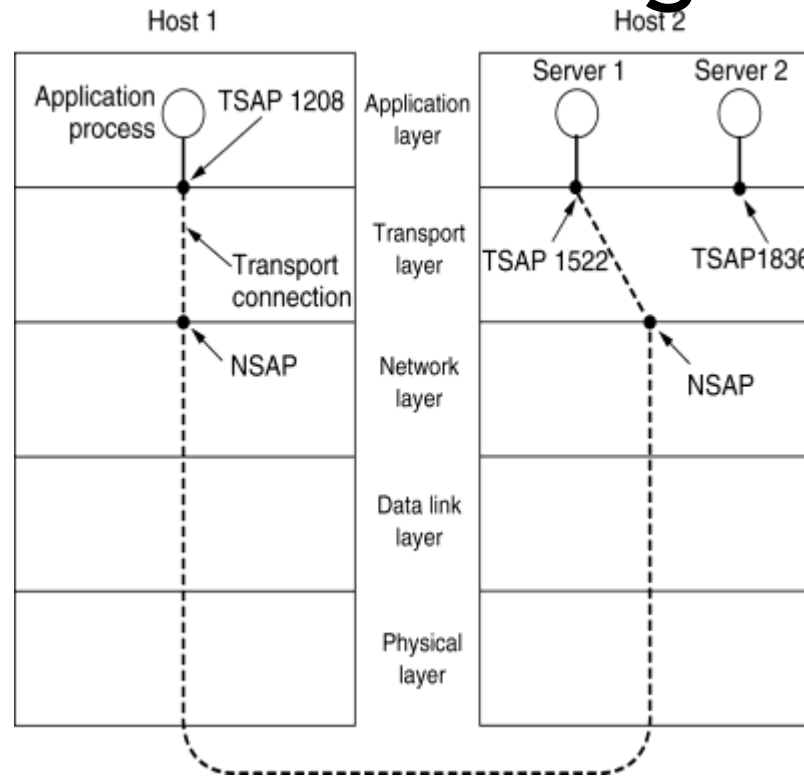 g
Host 1
Host 2
Application
process
TSAP 1208
Application
layer
Server 1
Server 2
Transport
connection
Transport
layer
TSAP 1522
TSAP1836
NSAP
Network
layer
NSAP
Data link
layer
Physical
layer